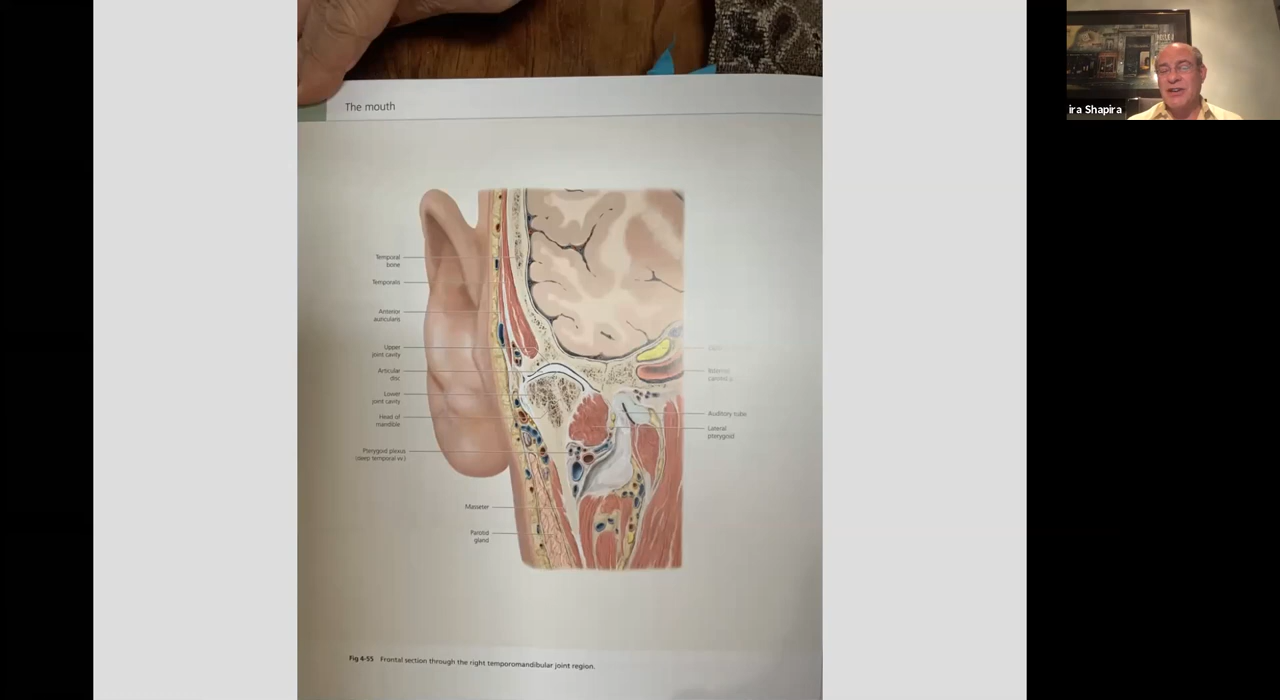 ira Shapira
The mouth
Temporal
bone
Temporalis
Anterior
auricularis
Upper
joint cavity
Articular
disc
Lower
joint cavity
Head of
mandible
Pterygoid plexus
(deep temporal vv.)
Masseter
Parotid
gland
Internal
carotid a.
Auditory tube
Lateral
pterygoid
Fig 4-55 Frontal section through the right temporomandibular joint region.